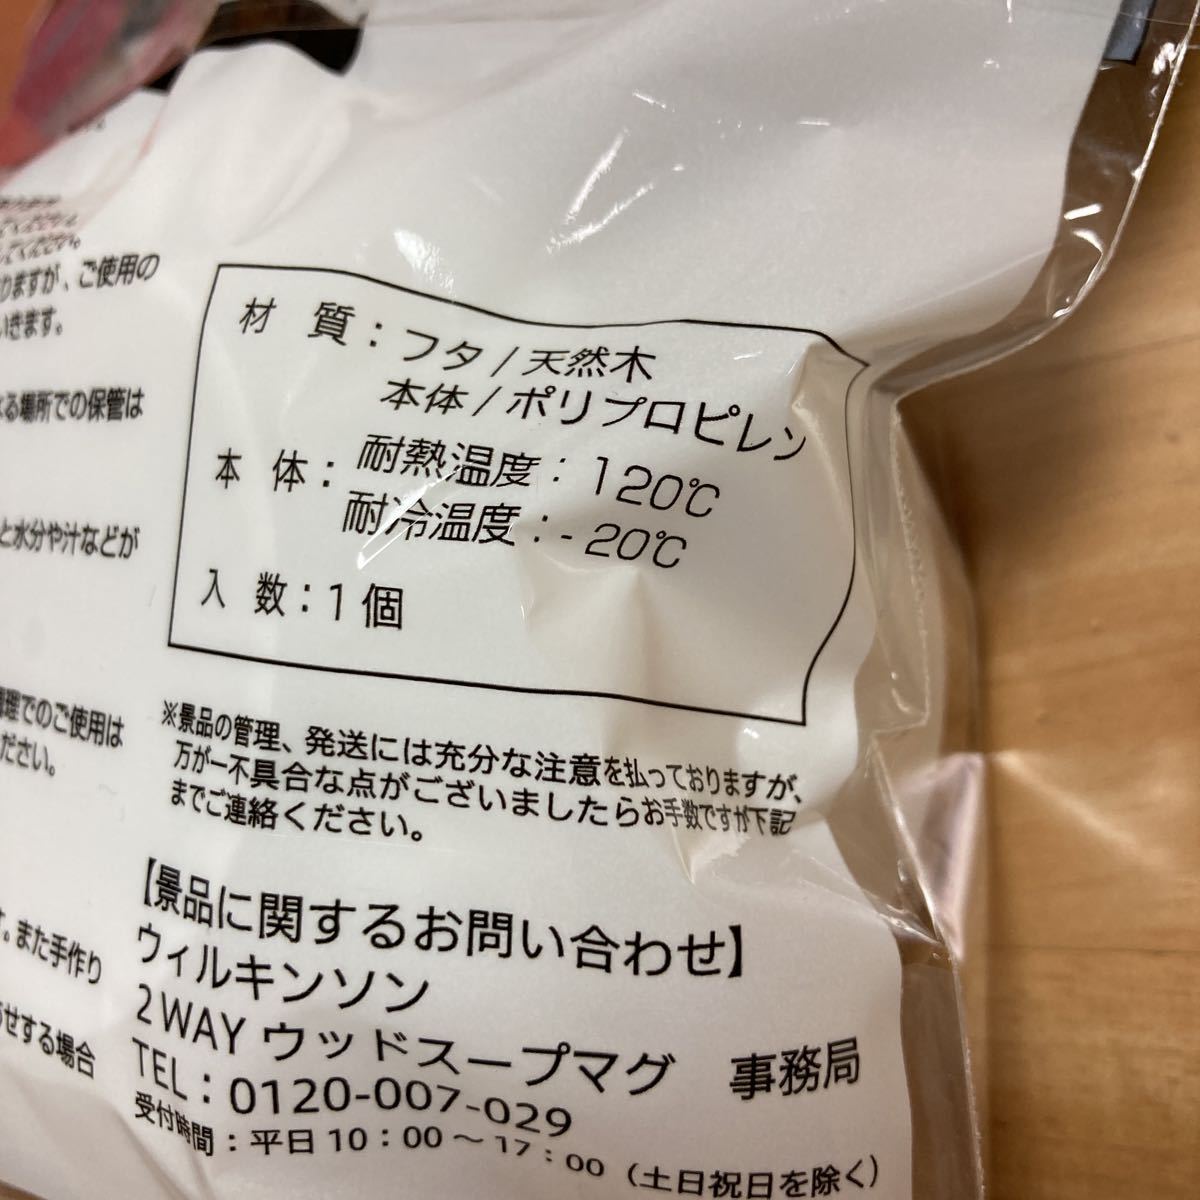 てください。
りますが、ご使用の
いきます。
る場所での保管は
と水分や汁などが
調理でのご使用は
ださい。
。また手作り
せする場合
材　質：フタ/天然木
本体/ポリプロピレン
本　体：耐熱温度：120℃
耐冷温度：-20℃
入　数：1個
※景品の管理、発送には充分な注意を払っておりますが、
万が一不具合な点がございましたらお手数ですが下記
までご連絡ください。
【景品に関するお問い合わせ】
ウィルキンソン
2WAY ウッドスープマグ　事務局
TEL：0120-007-029
受付時間：平日10：00～17：00（土日祝日を除く）